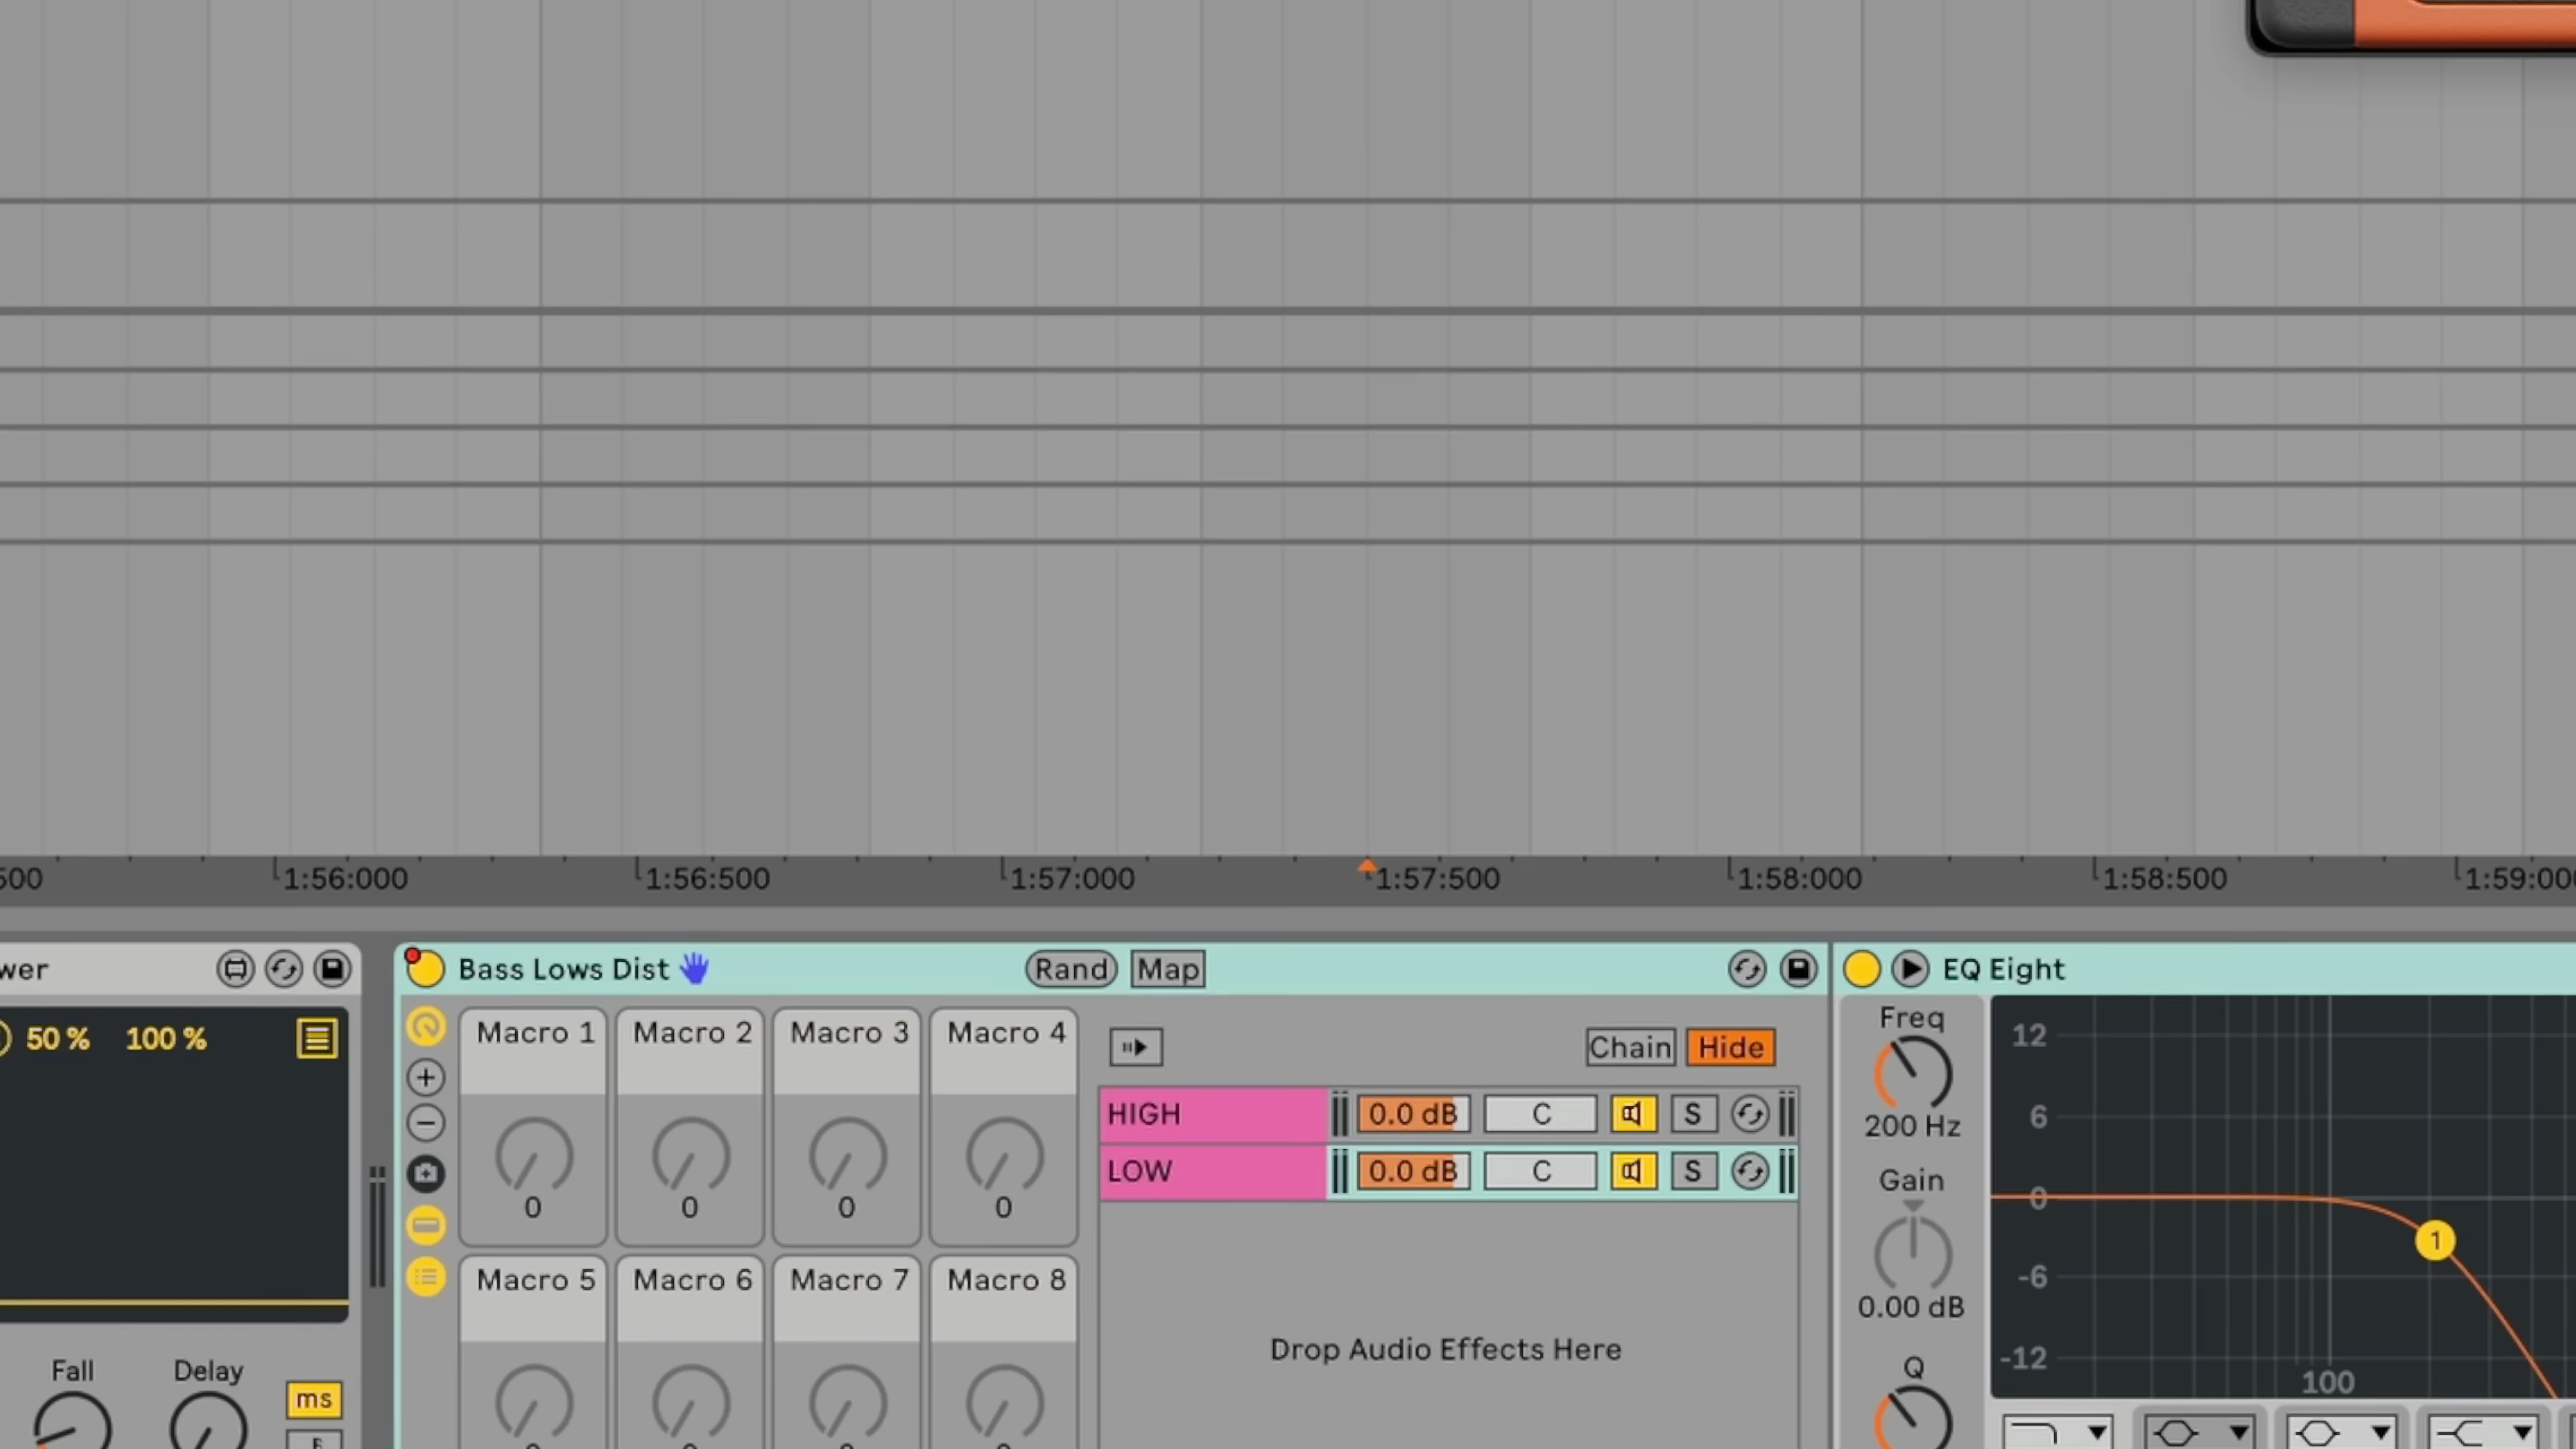 500 1:56:000 1:56:500 1:57:000 1:57:500 1:58:000 1:58:500 1:59:00
wer Bass Lows Dist Rand Map EQ Eight
50 % 100 %
Macro 1 Macro 2 Macro 3 Macro 4
Chain Hide
HIGH 0.0 dB C S
LOW 0.0 dB C S
0 0 0 0
Macro 5 Macro 6 Macro 7 Macro 8
Drop Audio Effects Here
Fall Delay
ms
Freq
200 Hz
Gain
0.00 dB
Q
12
6
0
-6
-12
100
1